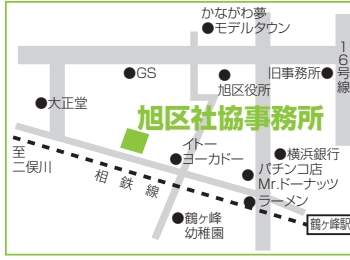 かながわ夢
モデルタウン
16号線
GS
旧事務所
旭区役所
大正堂
旭区社協事務所
イトー
ヨーカドー
横浜銀行
至
二俣川
相鉄線
パチンコ店
Mr.ドーナッツ
ラーメン
鶴ヶ峰
幼稚園
鶴ヶ峰駅